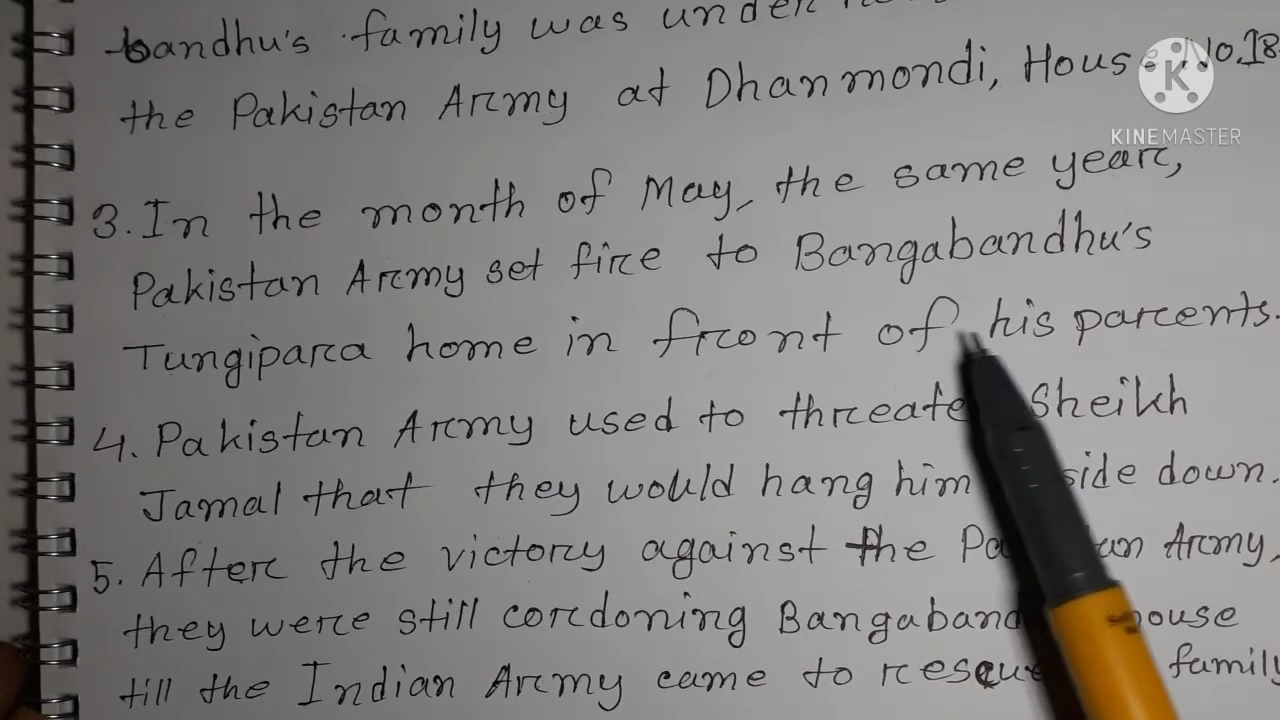 bandhu's family was under
the Pakistan Army at Dhanmondi, House No.18
KINEMASTER
3. In the month of May, the same year,
Pakistan Army set fire to Bangabandhu's
Tungipara home in front of his parents.
4. Pakistan Army used to threaten Sheikh
Jamal that they would hang him side down.
5. After the victory against the Pakistan Army,
they were still cordoning house
till the Indian Army came to rescue family